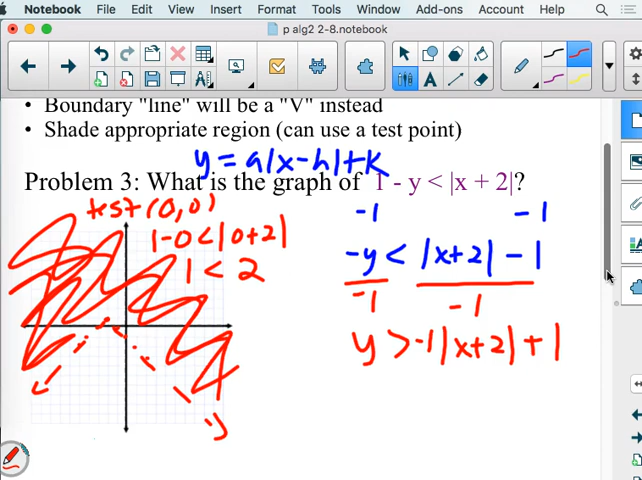 Notebook File Edit View Insert Format Tools Window Add-ons Account Help
p alg2 2-8.notebook
A
• Boundary "line" will be a "V" instead
• Shade appropriate region (can use a test point)
y = a|x-h|+k
Problem 3: What is the graph of 1 - y < |x + 2|?
test (0,0)
-1 -1
1-0<|0+2|
-y < |x+2| - 1
1 < 2
-1 -1
y > -1|x+2| + 1